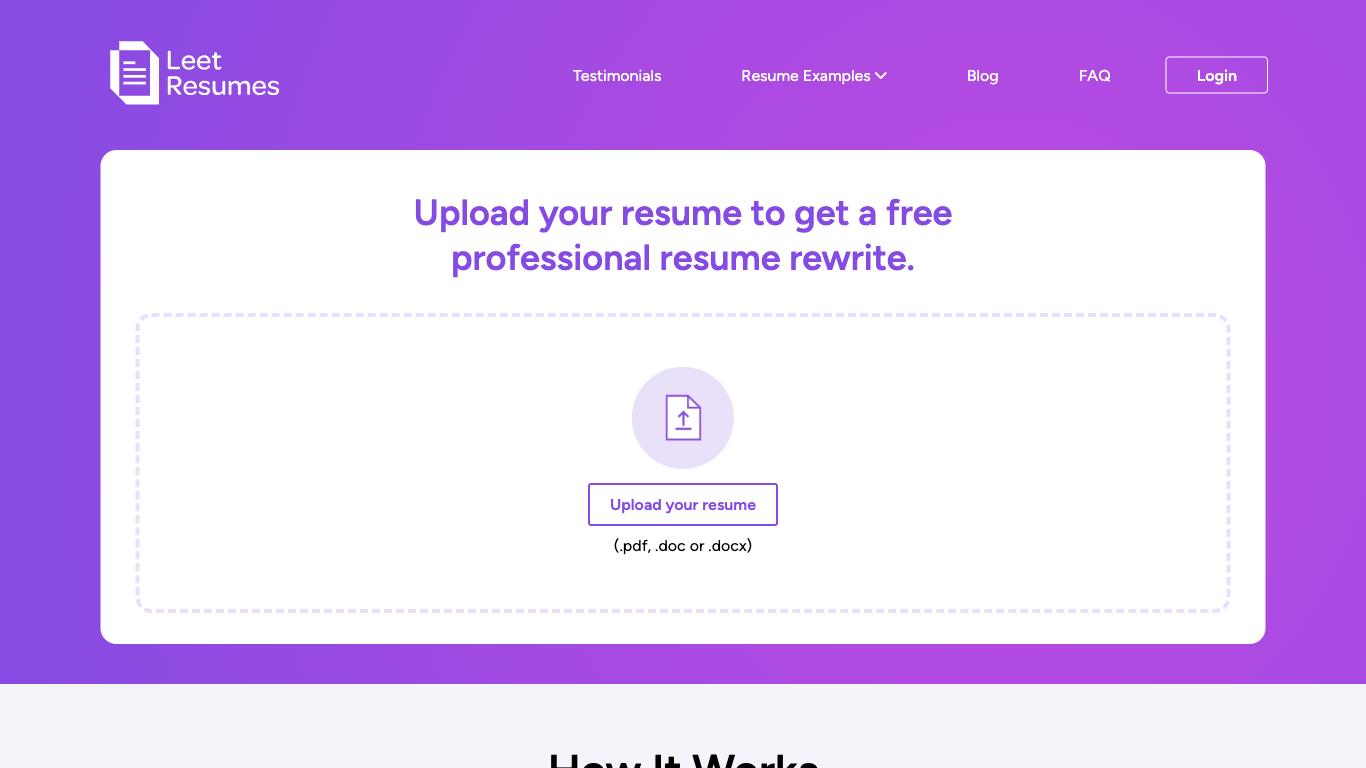 Leet
Resumes
Testimonials
Resume Examples
Blog
FAQ
Login
Upload your resume to get a free
professional resume rewrite.
Upload your resume
(.pdf, .doc or .docx)
How It Works